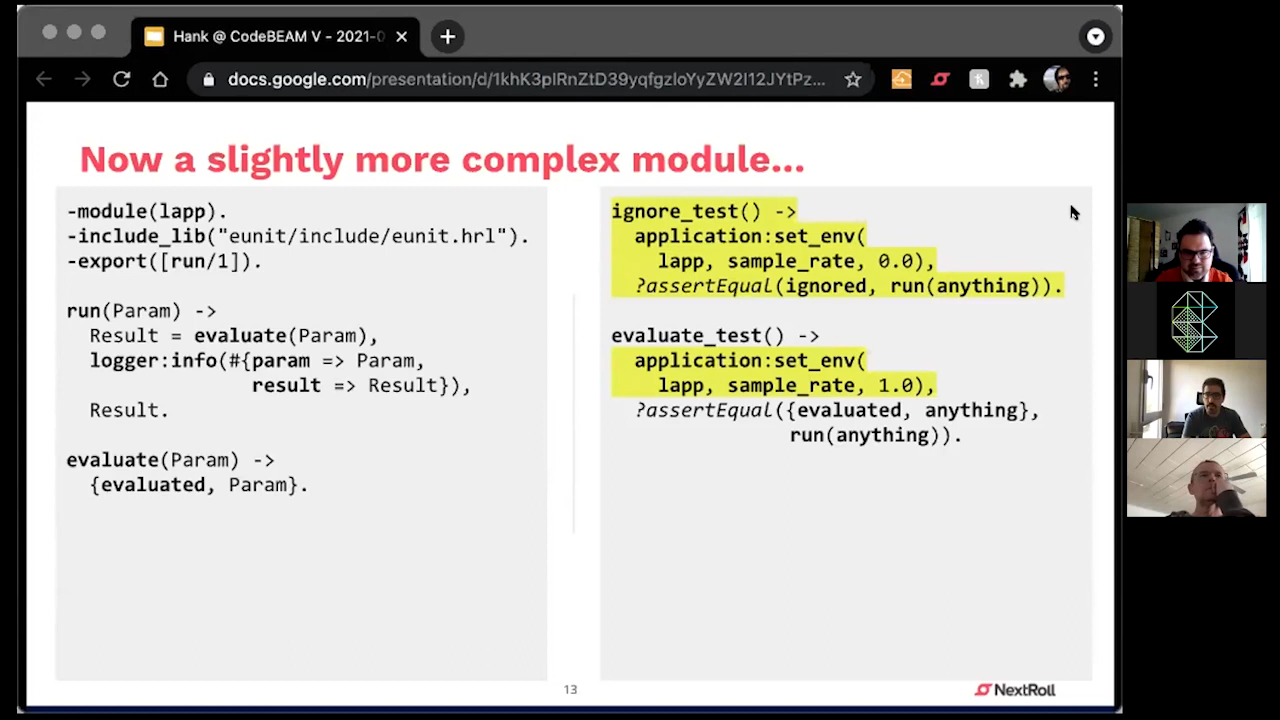 Hank @ CodeBEAM V - 2021-0
docs.google.com/presentation/d/1khK3plRnZtD39yqfgzloYyZW2l12JYtPz...
Now a slightly more complex module...
-module(lapp).
-include_lib("eunit/include/eunit.hrl").
-export([run/1]).
run(Param) ->
Result = evaluate(Param),
logger:info(#{param => Param,
result => Result}),
Result.
evaluate(Param) ->
{evaluated, Param}.
ignore_test() ->
application:set_env(
lapp, sample_rate, 0.0),
?assertEqual(ignored, run(anything)).
evaluate_test() ->
application:set_env(
lapp, sample_rate, 1.0),
?assertEqual({evaluated, anything},
run(anything)).
13
NextRoll